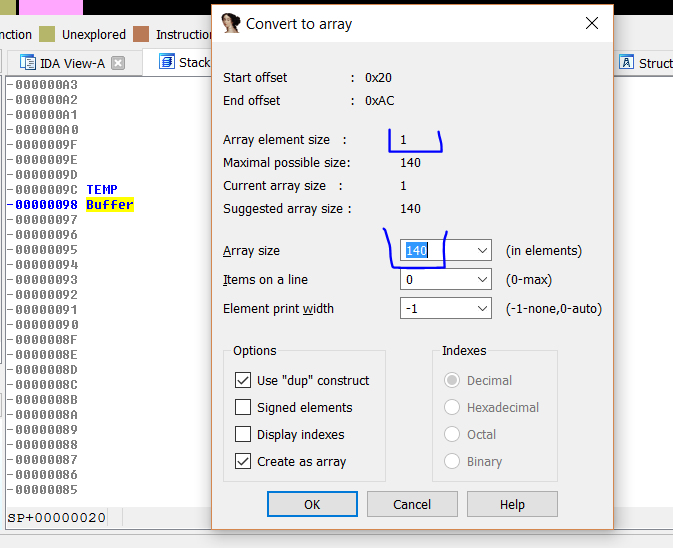 Convert to array
nction Unexplored Instruction
IDA View-A Stack Struct
-000000A3
-000000A2
-000000A1
-000000A0
-0000009F
-0000009E
-0000009D
-0000009C TEMP
-00000098 Buffer
-00000097
-00000096
-00000095
-00000094
-00000093
-00000092
-00000091
-00000090
-0000008F
-0000008E
-0000008D
-0000008C
-0000008B
-0000008A
-00000089
-00000088
-00000087
-00000086
-00000085
SP+00000020
Start offset : 0x20
End offset : 0xAC
Array element size : 1
Maximal possible size: 140
Current array size : 1
Suggested array size : 140
Array size 140 (in elements)
Items on a line 0 (0-max)
Element print width -1 (-1-none,0-auto)
Options
Use "dup" construct
Signed elements
Display indexes
Create as array
Indexes
Decimal
Hexadecimal
Octal
Binary
OK Cancel Help